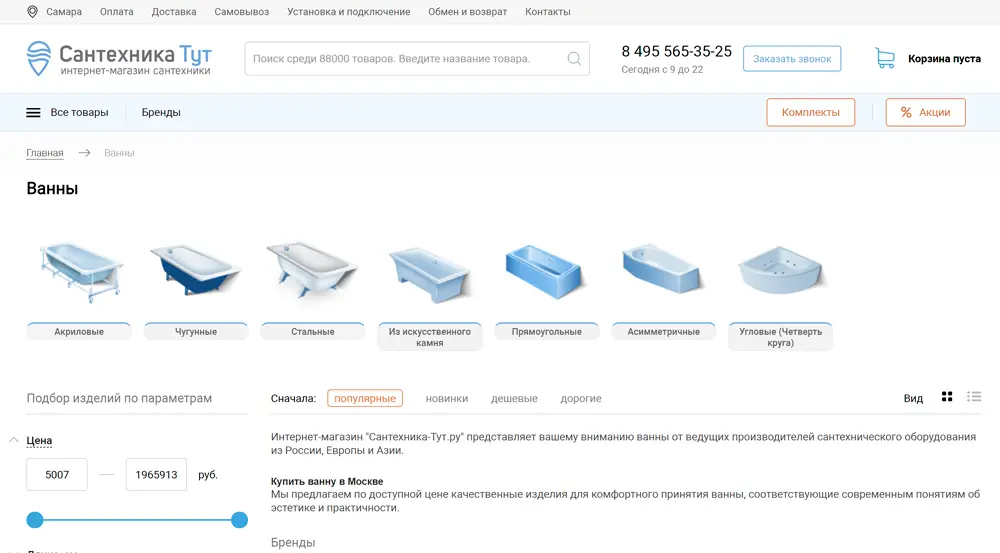 Самара Оплата Доставка Самовывоз Установка и подключение Обмен и возврат Контакты
Сантехника Тут
интернет-магазин сантехники
Поиск среди 88000 товаров. Введите название товара.
8 495 565-35-25
Сегодня с 9 до 22
Заказать звонок
Корзина пуста
Все товары Бренды Комплекты % Акции
Главная Ванны
Ванны
Акриловые
Чугунные
Стальные
Из искусственного
камня
Прямоугольные
Асимметричные
Угловые (Четверть
круга)
Подбор изделий по параметрам
Цена
5007 — 1965913 руб.
Сначала: популярные новинки дешевые дорогие Вид
Интернет-магазин "Сантехника-Тут.ру" представляет вашему вниманию ванны от ведущих производителей сантехнического оборудования
из России, Европы и Азии.
Купить ванну в Москве
Мы предлагаем по доступной цене качественные изделия для комфортного принятия ванны, соответствующие современным понятиям об
эстетике и практичности.
Бренды